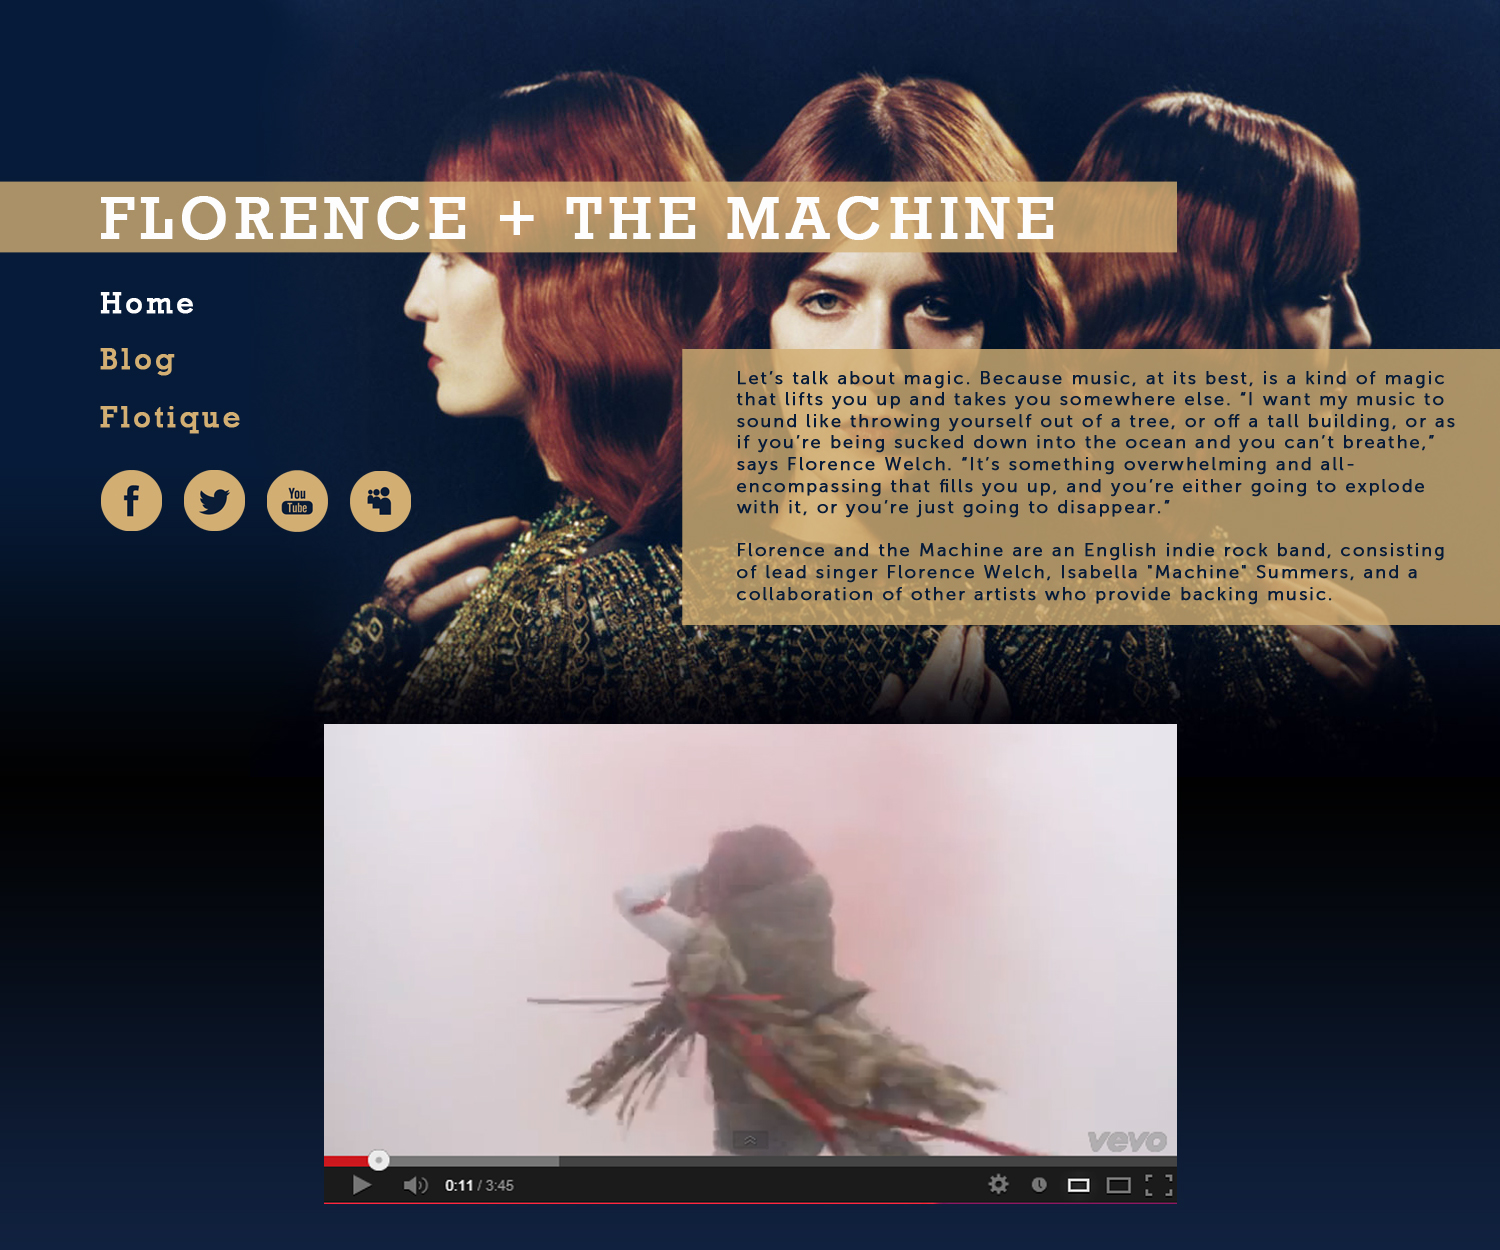 FLORENCE + THE MACHINE
Home
Blog
Flotique
f
You
Tube
Let’s talk about magic. Because music, at its best, is a kind of magic
that lifts you up and takes you somewhere else. ”I want my music to
sound like throwing yourself out of a tree, or off a tall building, or as
if you’re being sucked down into the ocean and you can’t breathe,”
says Florence Welch. ”It’s something overwhelming and all-
encompassing that fills you up, and you’re either going to explode
with it, or you’re just going to disappear.”
Florence and the Machine are an English indie rock band, consisting
of lead singer Florence Welch, Isabella "Machine" Summers, and a
collaboration of other artists who provide backing music.
vevo
0:11 / 3:45